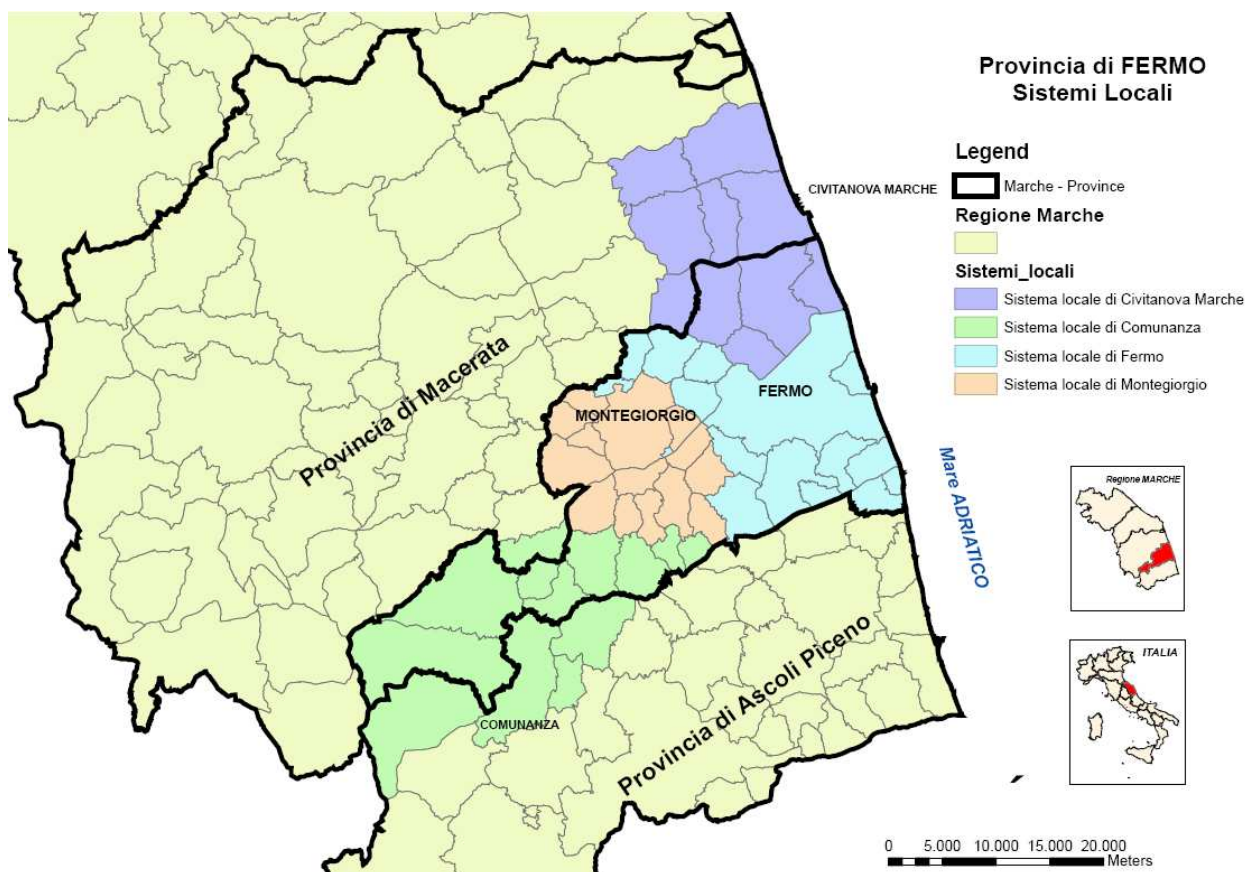 Provincia di FERMO
Sistemi Locali
Legend
Marche - Province
Regione Marche
Sistemi_locali
Sistema locale di Civitanova Marche
Sistema locale di Comunanza
Sistema locale di Fermo
Sistema locale di Montegiorgio
CIVITANOVA MARCHE
Provincia di Macerata
MONTEGIORGIO
FERMO
Mare ADRIATICO
COMUNANZA
Provincia di Ascoli Piceno
Regione MARCHE
ITALIA
0 5.000 10.000 15.000 20.000
Meters